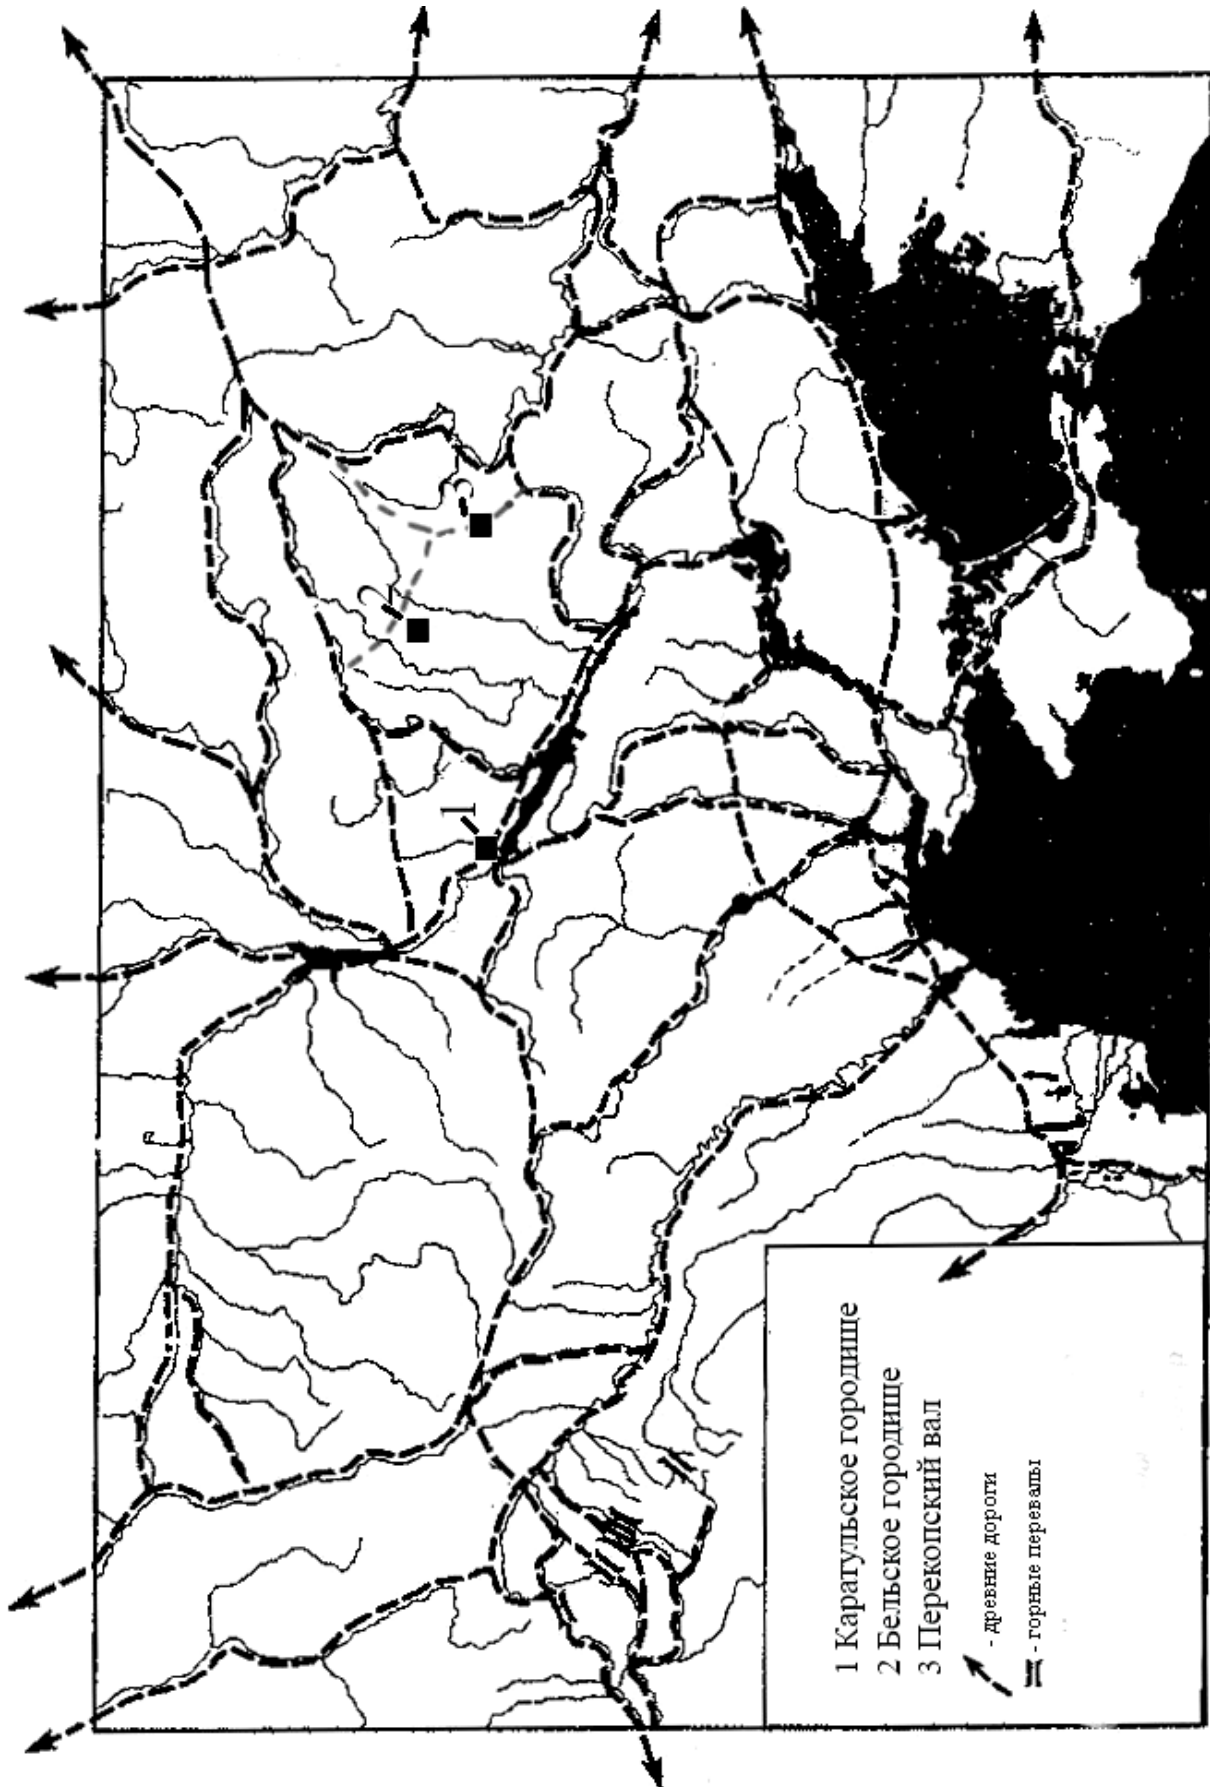 1
1 Каратульское городище
2 Бельское городище
3 Перекопский вал
- древние дороги
- горные перевалы